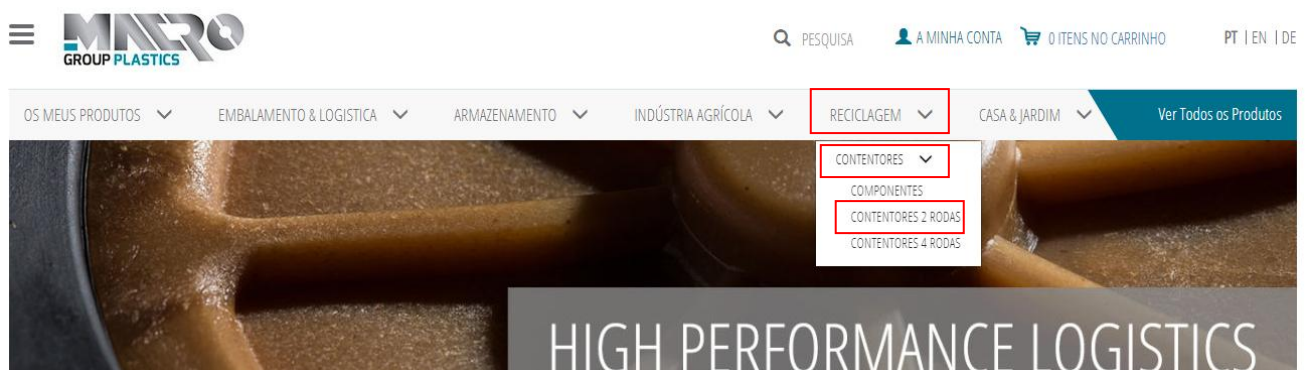 MACRO
GROUP PLASTICS
PESQUISA A MINHA CONTA 0 ITENS NO CARRINHO PT | EN | DE
OS MEUS PRODUTOS EMBALAMENTO & LOGISTICA ARMAZENAMENTO INDÚSTRIA AGRÍCOLA RECICLAGEM CASA & JARDIM Ver Todos os Produtos
CONTENTORES
COMPONENTES
CONTENTORES 2 RODAS
CONTENTORES 4 RODAS
HIGH PERFORMANCE LOGISTICS